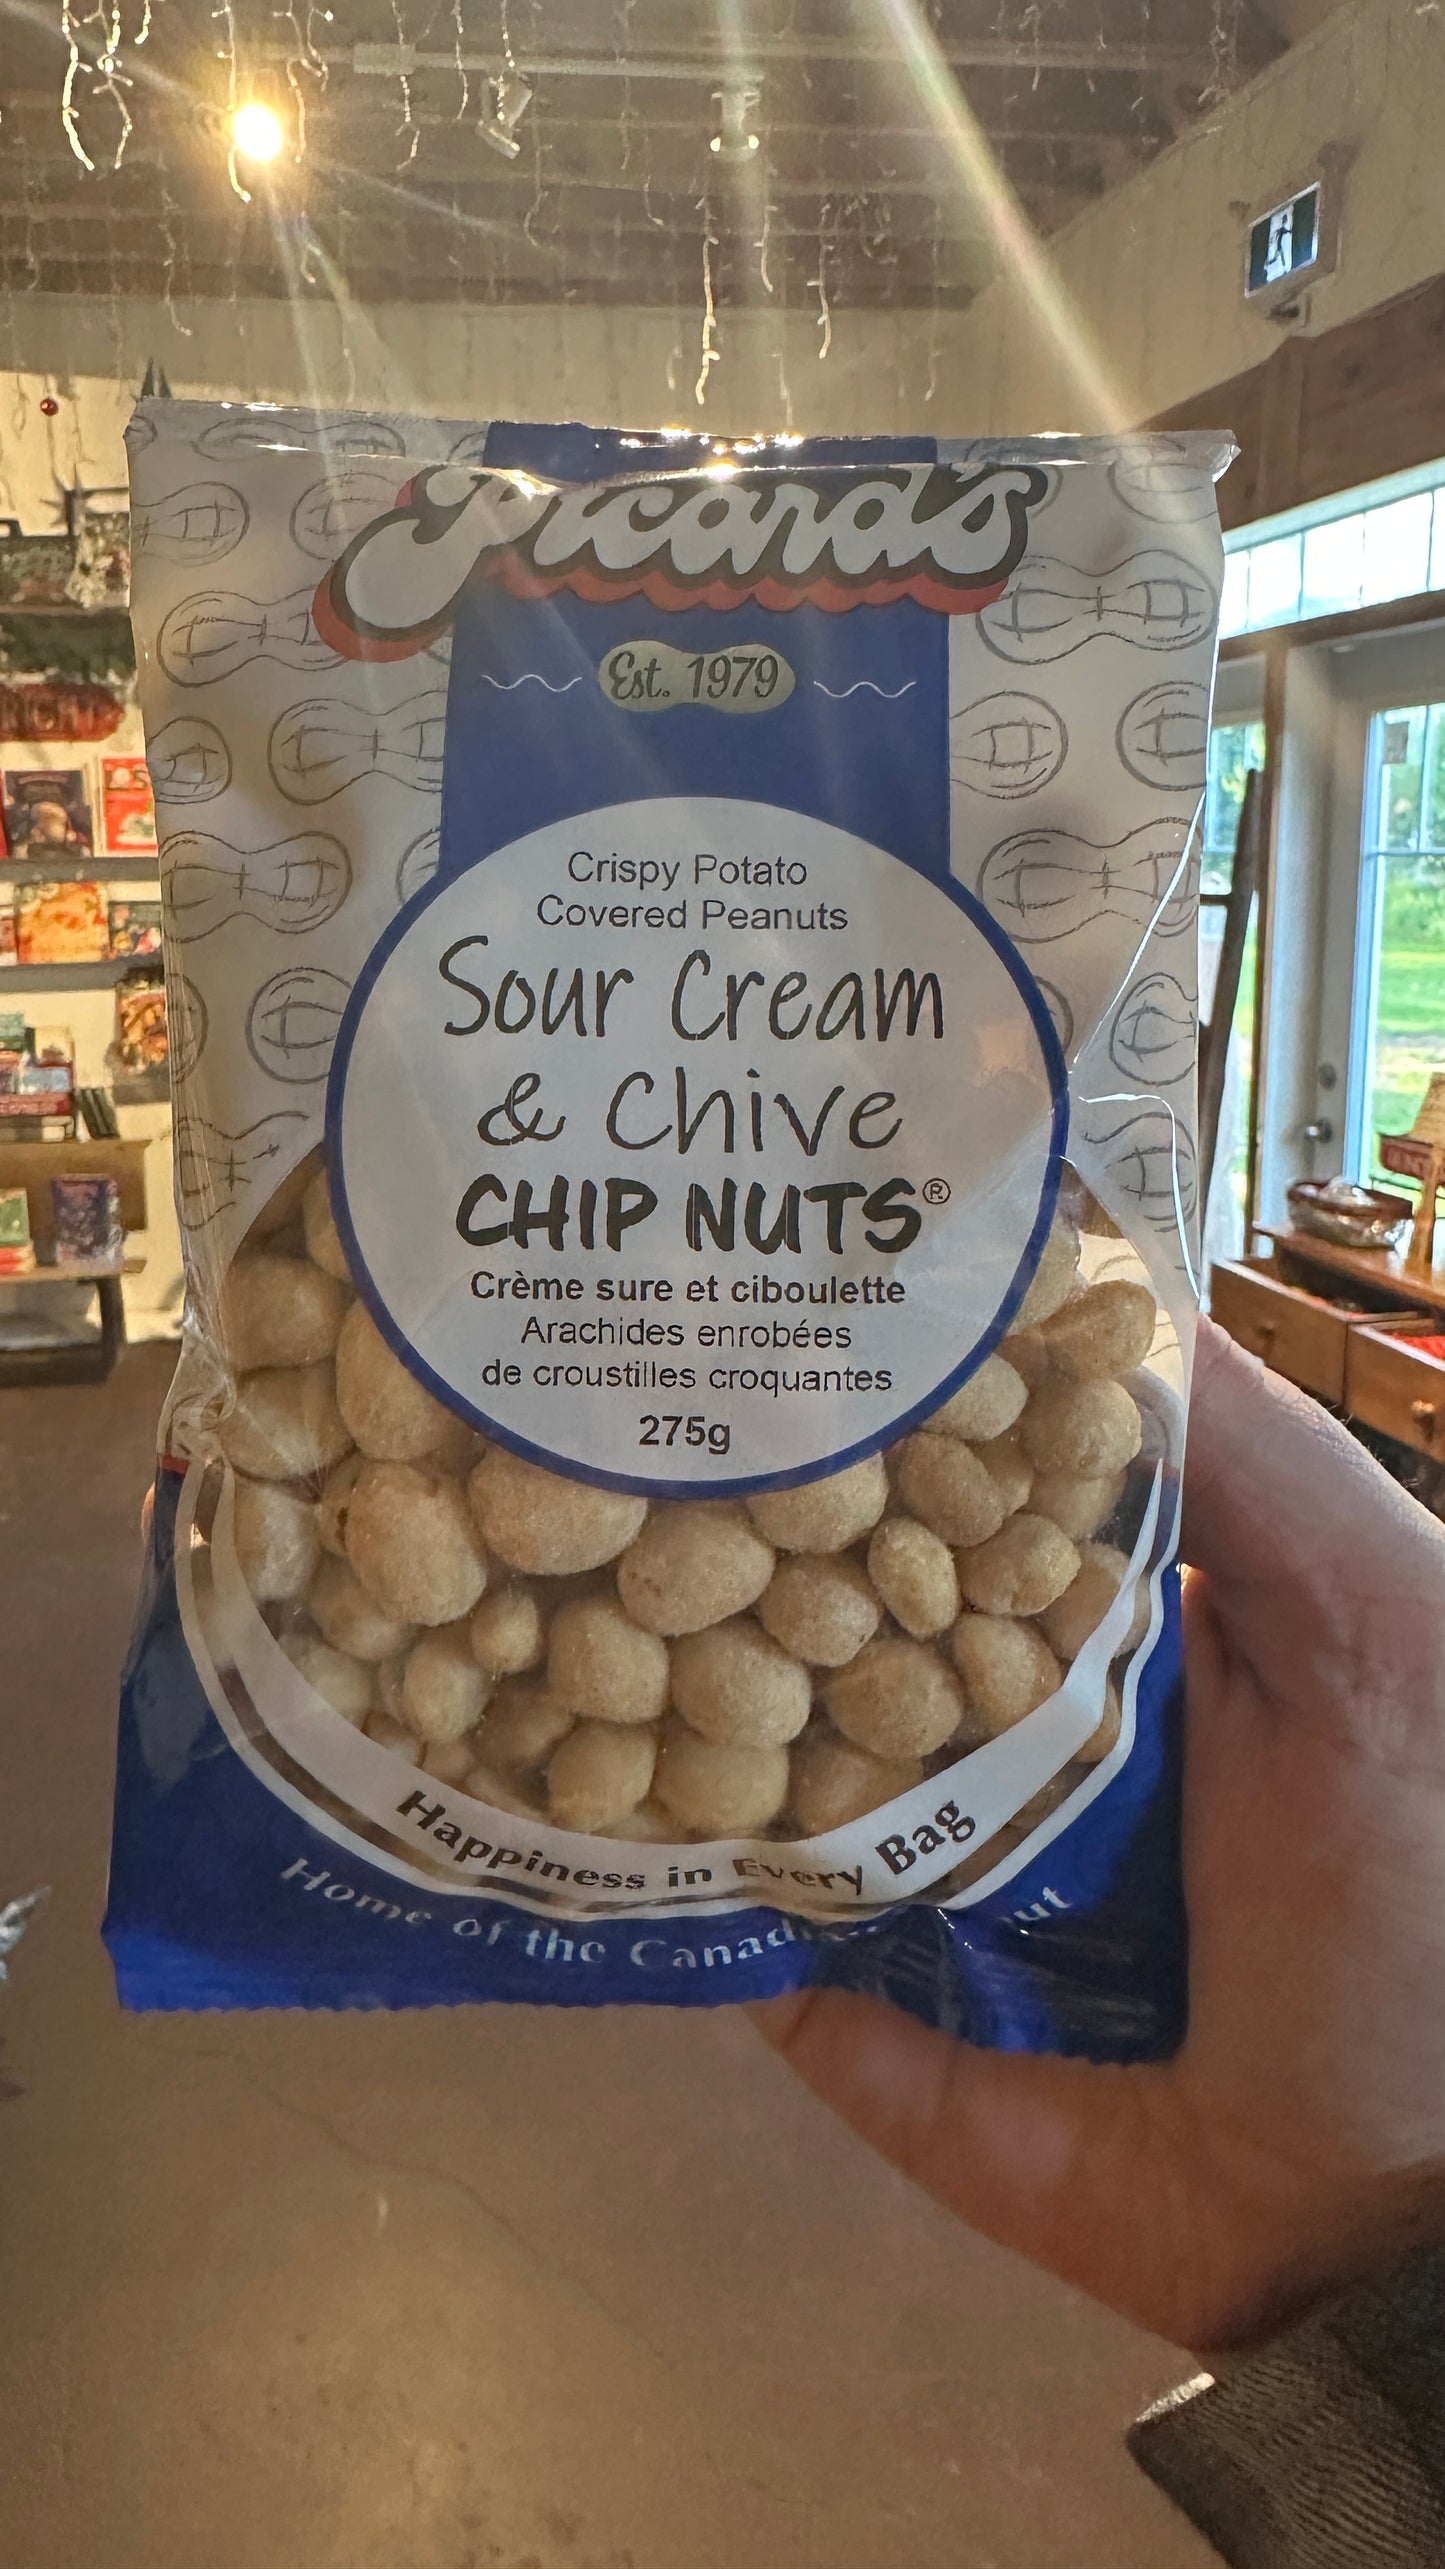 Picard's
Est. 1979
Crispy Potato
Covered Peanuts
Sour Cream
& Chive
CHIP NUTS®
Crème sure et ciboulette
Arachides enrobées
de croustilles croquantes
275g
Happiness in Every Bag
Home of the